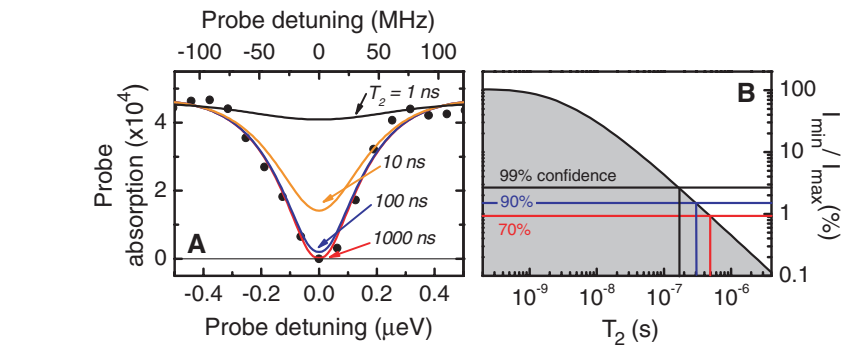 Probe detuning (MHz)
-100 -50 0 50 100
Probe
absorption (x10⁴)
4
2
0
T₂ = 1 ns
10 ns
100 ns
1000 ns
A
-0.4 -0.2 0.0 0.2 0.4
Probe detuning (μeV)
B
99% confidence
90%
70%
100
10
1
0.1
I min / I max (%)
10⁻⁹ 10⁻⁸ 10⁻⁷ 10⁻⁶
T₂ (s)